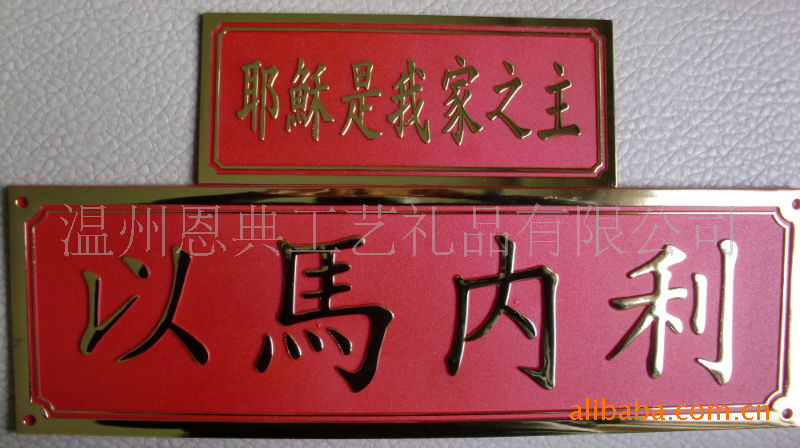 耶穌是我家之主
温州恩典工艺礼品有限公司
以馬内利
alibaba.com.cn